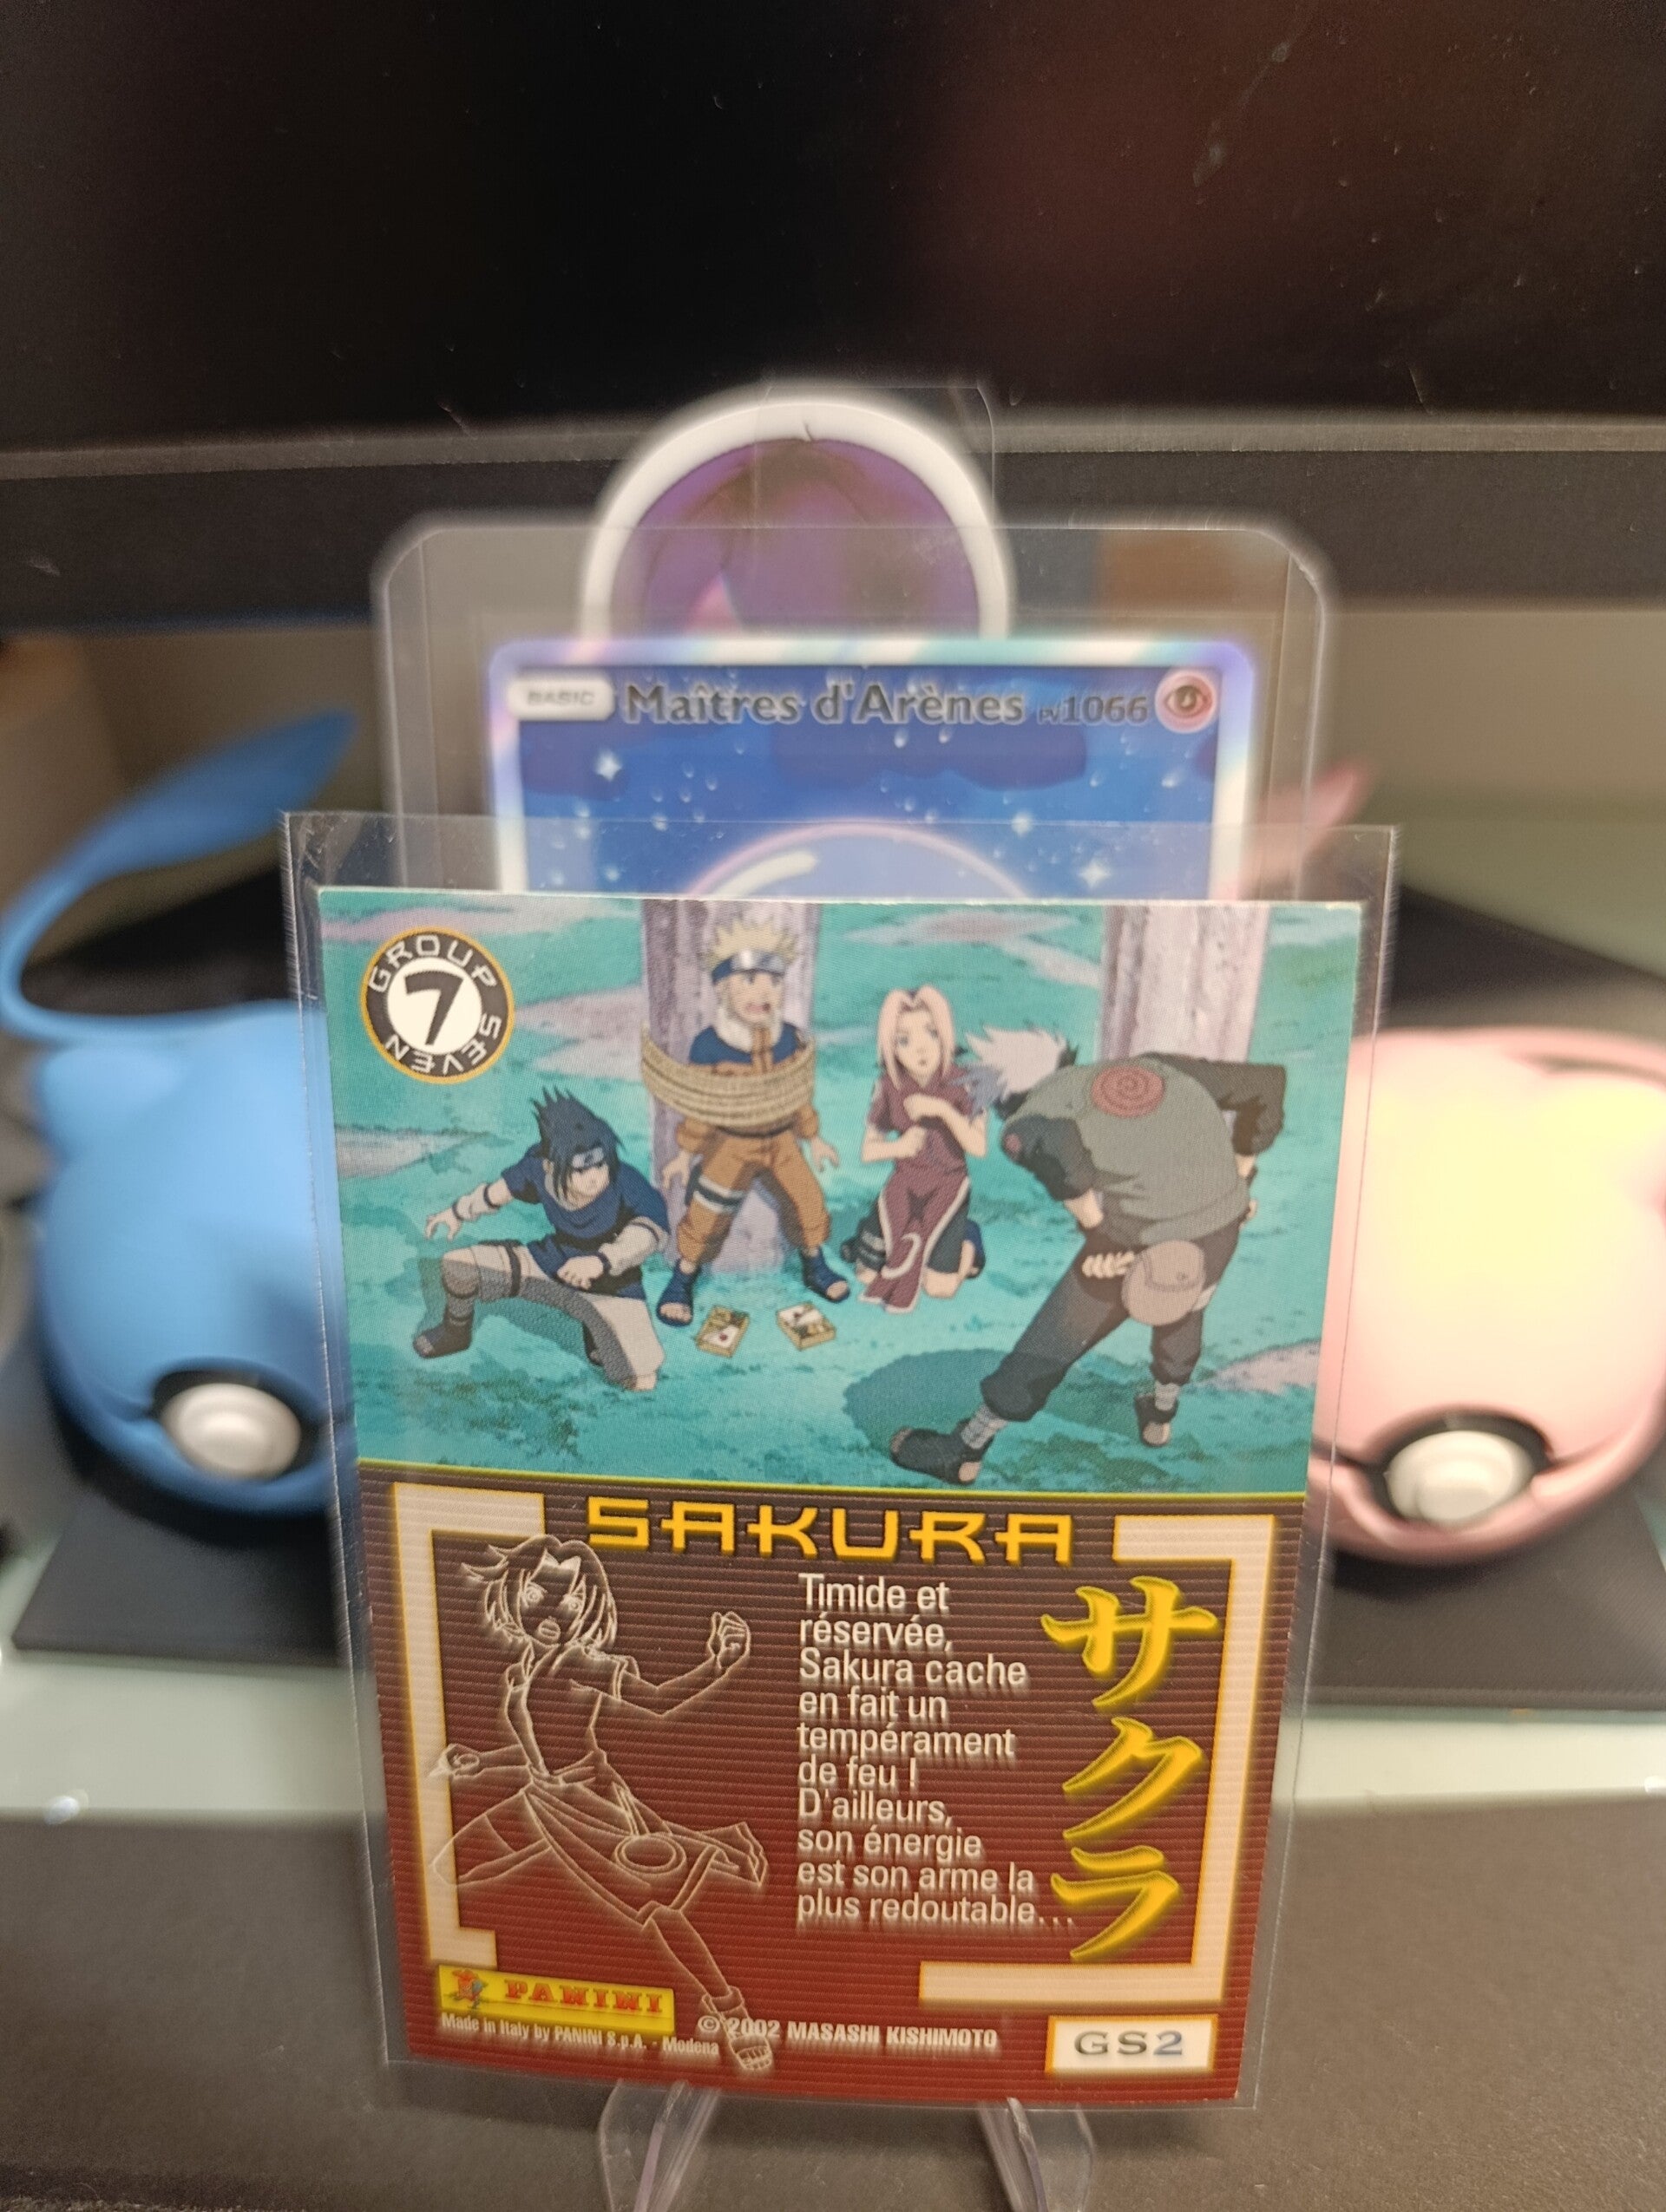 BASIC Maîtres d'Arènes PV 1066
GROUP
7
SEVEN
SAKURA
Timide et
réservée,
Sakura cache
en fait un
tempérament
de feu !
D'ailleurs,
son énergie
est son arme la
plus redoutable...
サクラ
PANINI
Made in Italy by PANINI S.p.A. - Modena
© 2002 MASASHI KISHIMOTO
GS2